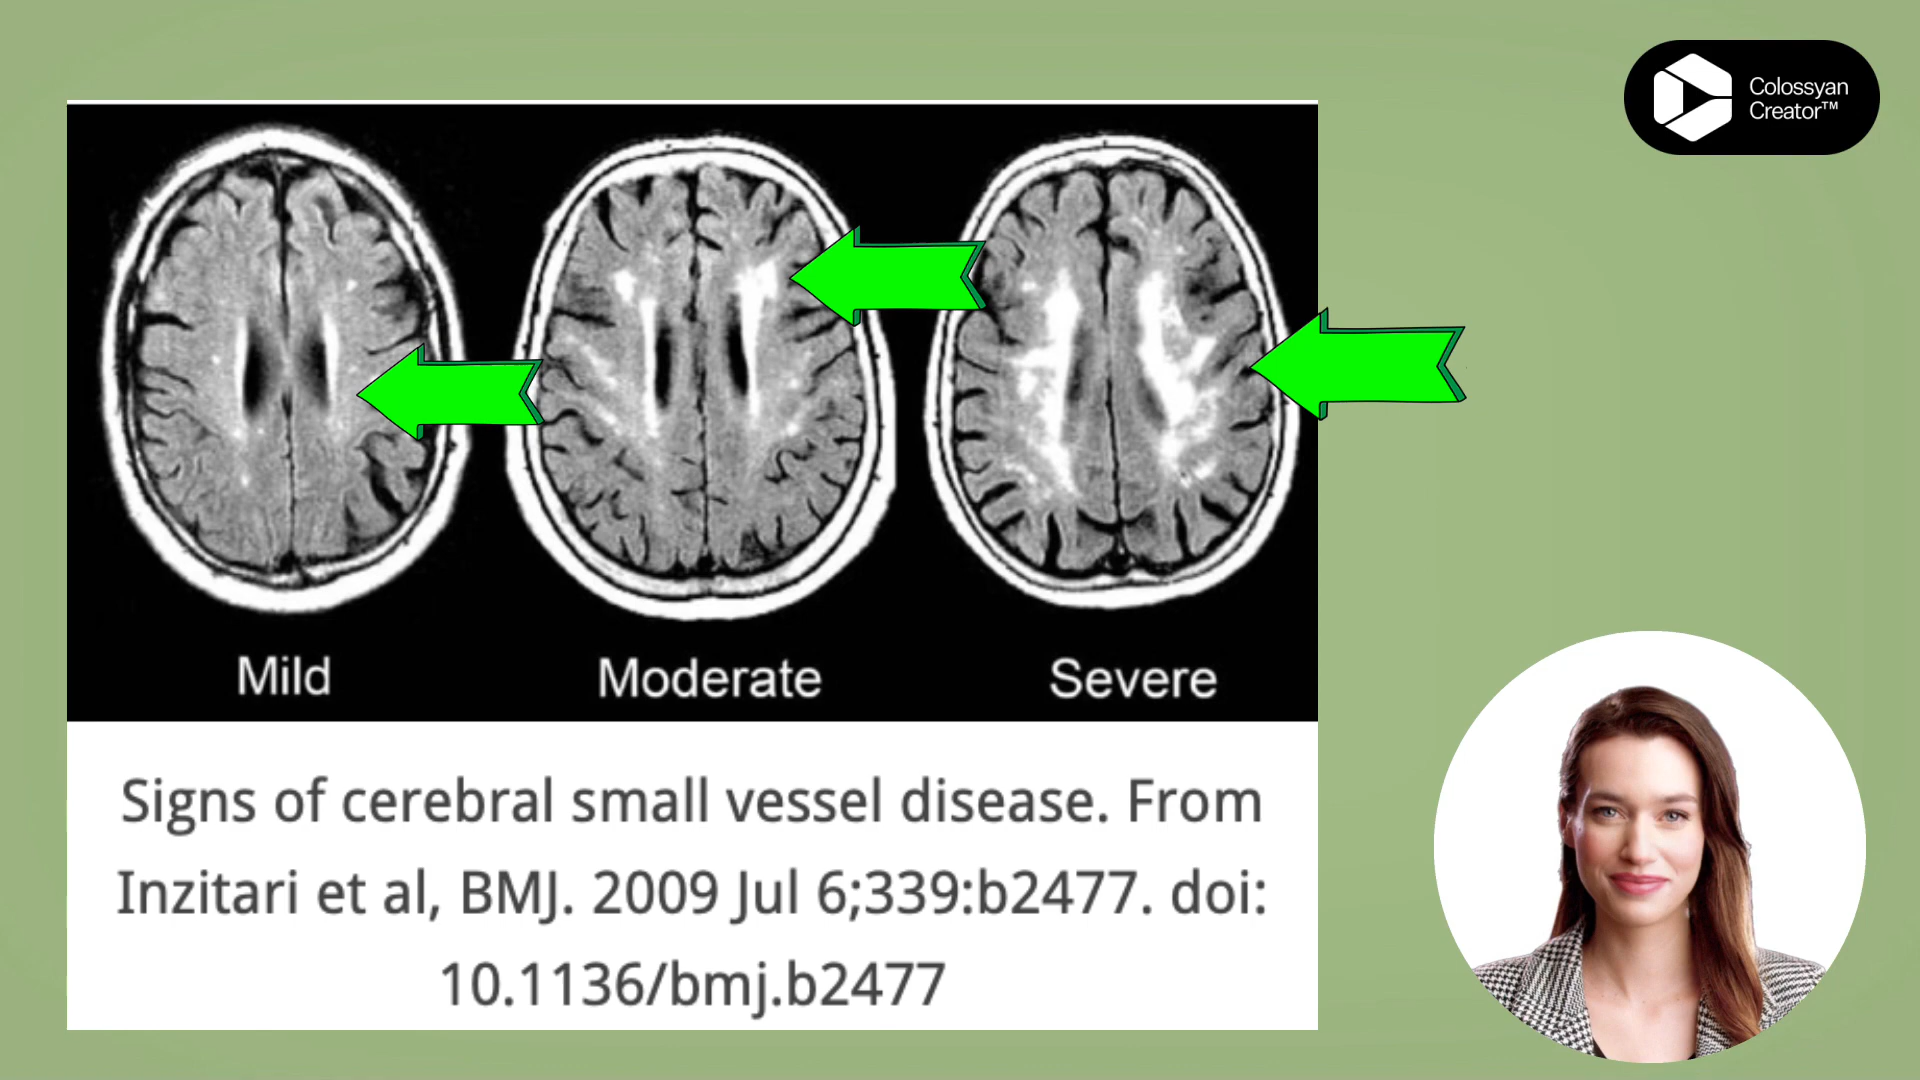 Colossyan
Creator™
Mild
Moderate
Severe
Signs of cerebral small vessel disease. From
Inzitari et al, BMJ. 2009 Jul 6;339:b2477. doi:
10.1136/bmj.b2477